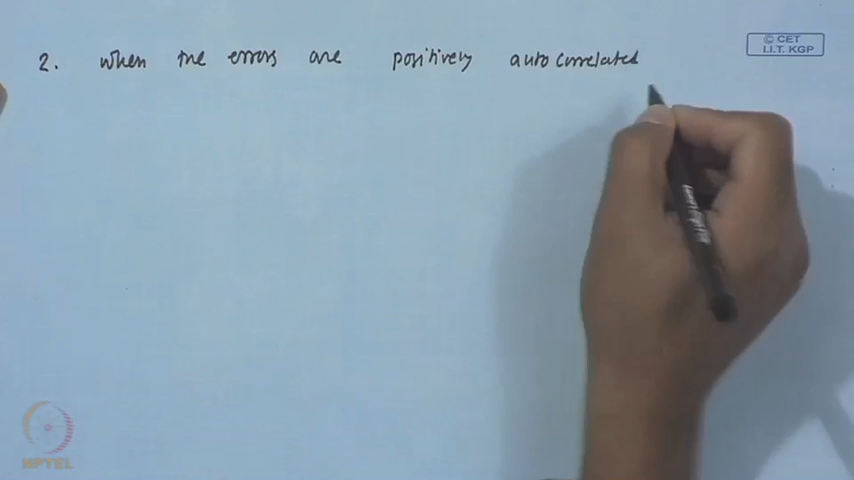 2. when the errors are positively autocorrelated
© CET
I.I.T. KGP
NPTEL